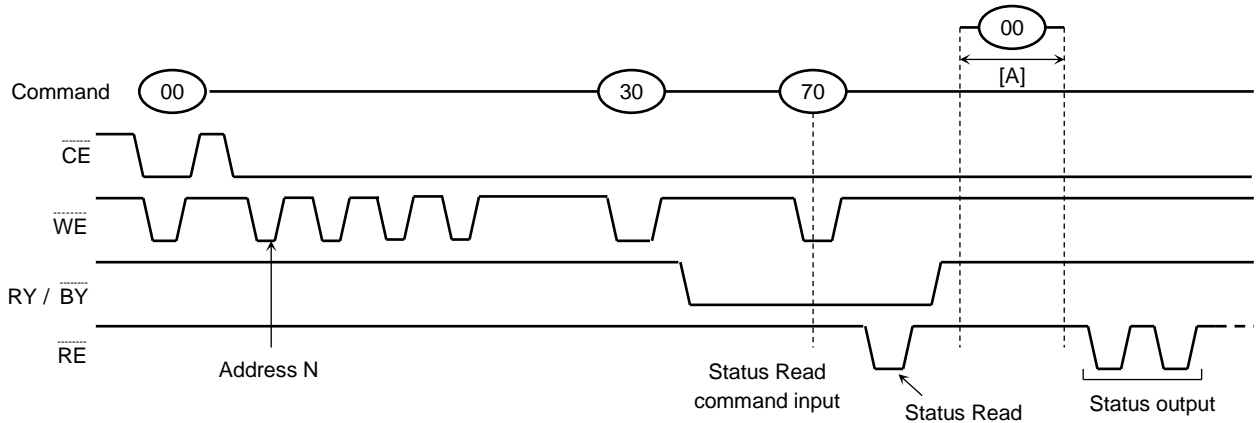 00
[A]
Command 00 30 70
CE
WE
RY / BY
RE
Address N
Status Read
command input
Status Read
Status output